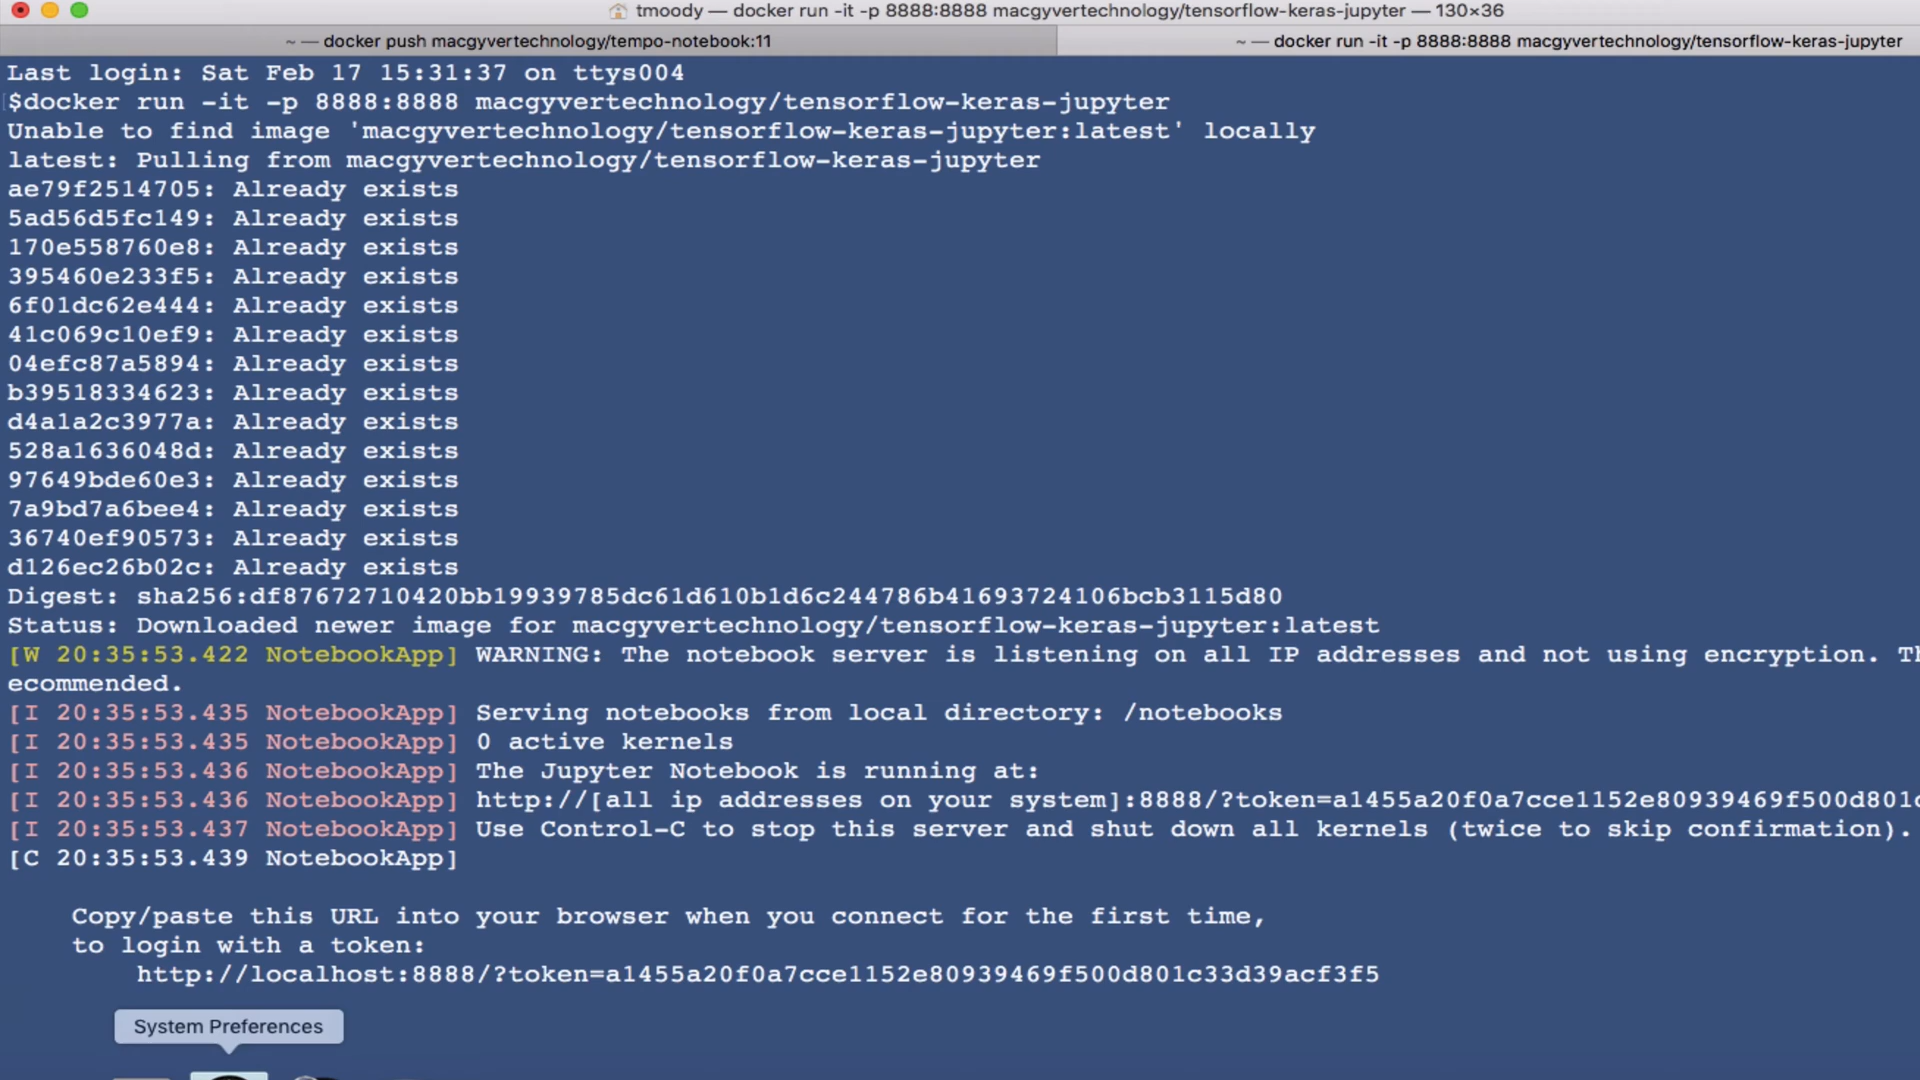 tmoody — docker run -it -p 8888:8888 macgyvertechnology/tensorflow-keras-jupyter — 130×36
~ — docker push macgyvertechnology/tempo-notebook:11
~ — docker run -it -p 8888:8888 macgyvertechnology/tensorflow-keras-jupyter
Last login: Sat Feb 17 15:31:37 on ttys004
$docker run -it -p 8888:8888 macgyvertechnology/tensorflow-keras-jupyter
Unable to find image 'macgyvertechnology/tensorflow-keras-jupyter:latest' locally
latest: Pulling from macgyvertechnology/tensorflow-keras-jupyter
ae79f2514705: Already exists
5ad56d5fc149: Already exists
170e558760e8: Already exists
395460e233f5: Already exists
6f01dc62e444: Already exists
41c069c10ef9: Already exists
04efc87a5894: Already exists
b39518334623: Already exists
d4a1a2c3977a: Already exists
528a1636048d: Already exists
97649bde60e3: Already exists
7a9bd7a6bee4: Already exists
36740ef90573: Already exists
d126ec26b02c: Already exists
Digest: sha256:df87672710420bb19939785dc61d610b1d6c244786b41693724106bcb3115d80
Status: Downloaded newer image for macgyvertechnology/tensorflow-keras-jupyter:latest
[W 20:35:53.422 NotebookApp] WARNING: The notebook server is listening on all IP addresses and not using encryption. Th
ecommended.
[I 20:35:53.435 NotebookApp] Serving notebooks from local directory: /notebooks
[I 20:35:53.435 NotebookApp] 0 active kernels
[I 20:35:53.436 NotebookApp] The Jupyter Notebook is running at:
[I 20:35:53.436 NotebookApp] http://[all ip addresses on your system]:8888/?token=a1455a20f0a7cce1152e80939469f500d801c
[I 20:35:53.437 NotebookApp] Use Control-C to stop this server and shut down all kernels (twice to skip confirmation).
[C 20:35:53.439 NotebookApp]
Copy/paste this URL into your browser when you connect for the first time,
to login with a token:
http://localhost:8888/?token=a1455a20f0a7cce1152e80939469f500d801c33d39acf3f5
System Preferences